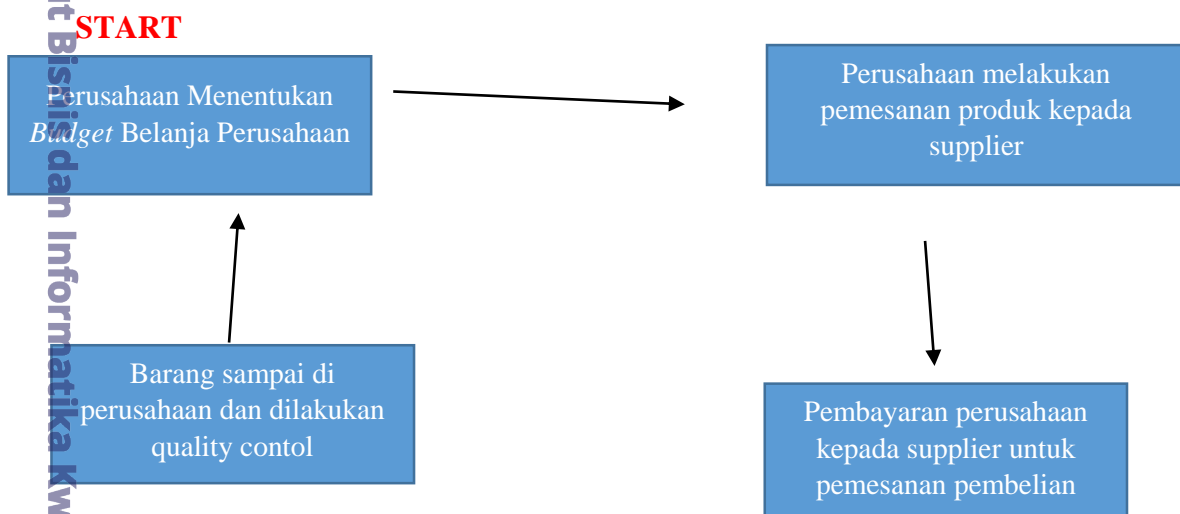 START
Perusahaan Menentukan
Budget Belanja Perusahaan
Perusahaan melakukan
pemesanan produk kepada
supplier
Pembayaran perusahaan
kepada supplier untuk
pemesanan pembelian
Barang sampai di
perusahaan dan dilakukan
quality contol
Bisnis dan Informatika